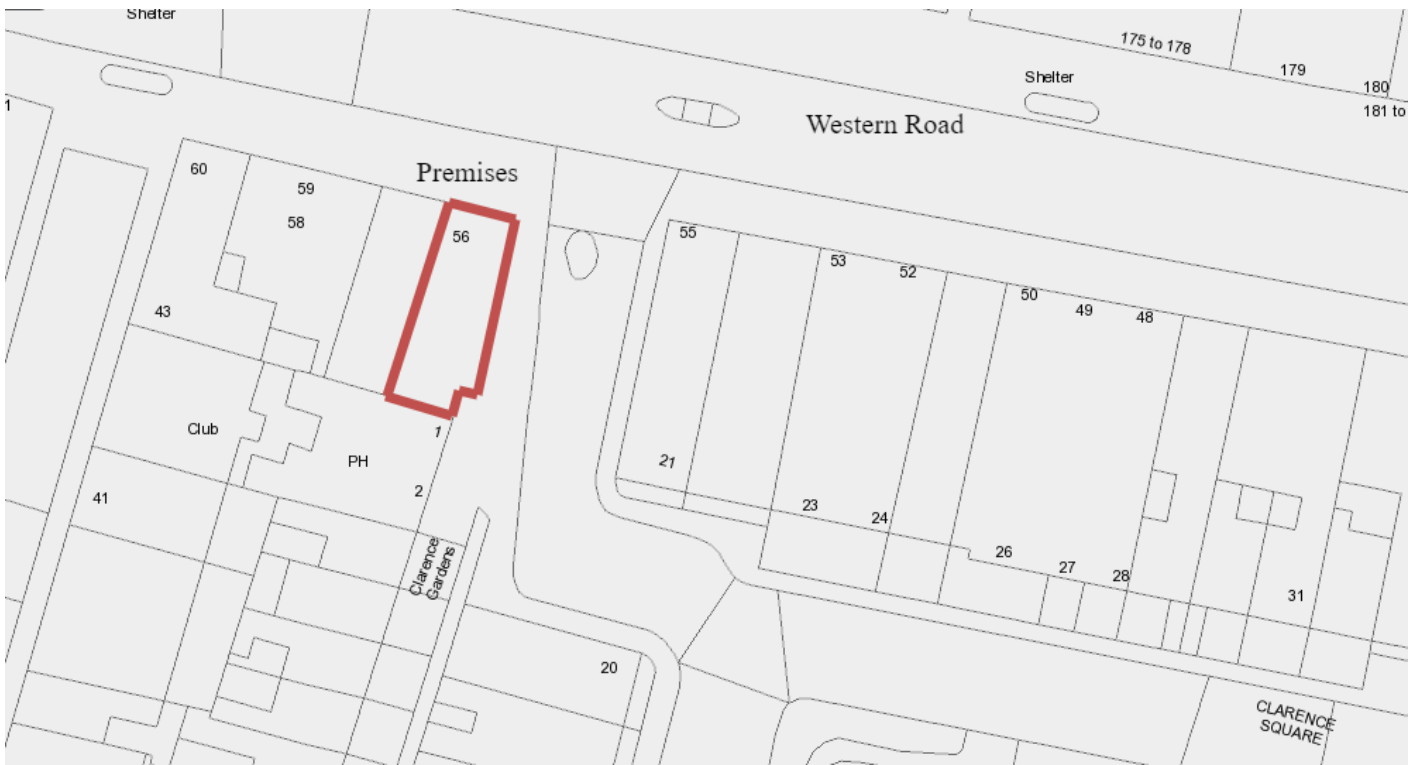 Shelter
175 to 178
179
180
181 to
Shelter
Western Road
1
60
59
58
Premises
56
55
53
52
50
49
48
43
Club
1
PH
2
41
21
23
24
26
27
28
31
Clarence
Gardens
20
CLARENCE
SQUARE